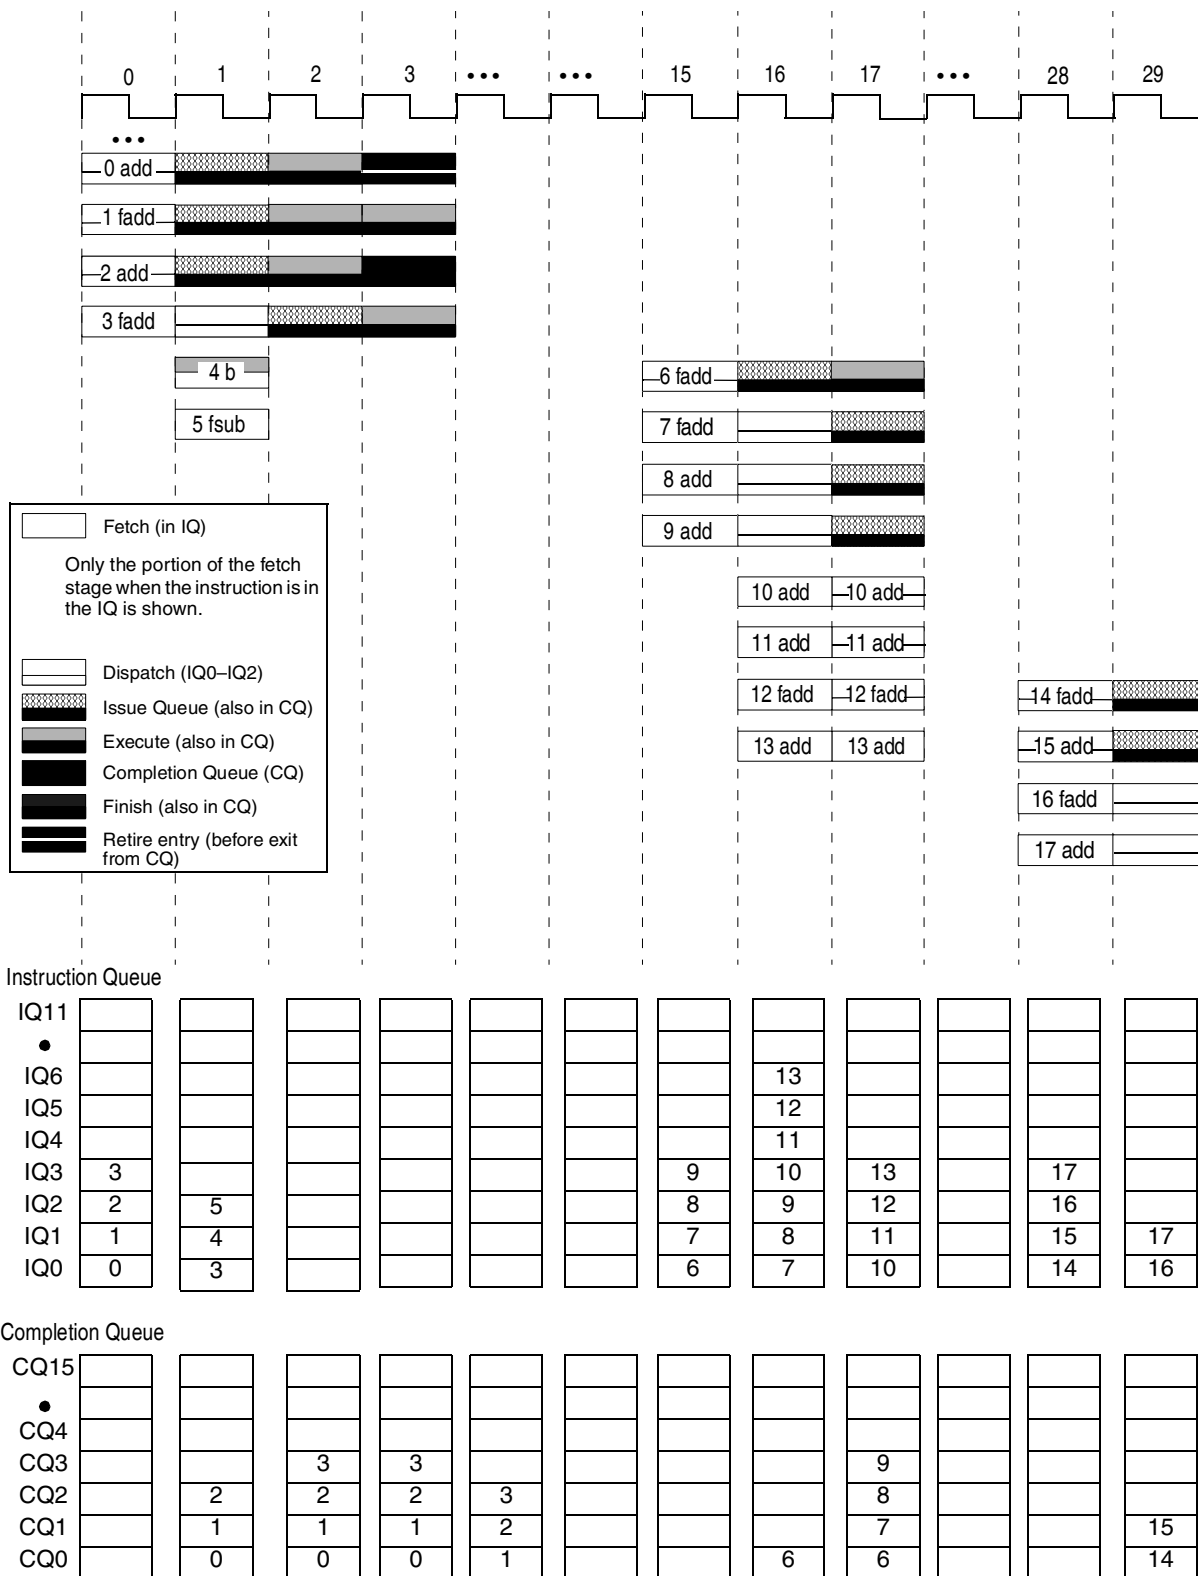 0 1 2 3 ••• ••• 15 16 17 ••• 28 29
•••
0 add
1 fadd
2 add
3 fadd
4 b
6 fadd
5 fsub
7 fadd
8 add
9 add
10 add 10 add
11 add 11 add
12 fadd 12 fadd 14 fadd
13 add 13 add 15 add
16 fadd
17 add
Fetch (in IQ)
Only the portion of the fetch
stage when the instruction is in
the IQ is shown.
Dispatch (IQ0–IQ2)
Issue Queue (also in CQ)
Execute (also in CQ)
Completion Queue (CQ)
Finish (also in CQ)
Retire entry (before exit
from CQ)
Instruction Queue
IQ11
•
IQ6 13
IQ5 12
IQ4 11
IQ3 3 9 10 13 17
IQ2 2 5 8 9 12 16
IQ1 1 4 7 8 11 15 17
IQ0 0 3 6 7 10 14 16
Completion Queue
CQ15
•
CQ4
CQ3 3 3 9
CQ2 2 2 2 3 8
CQ1 1 1 1 2 7 15
CQ0 0 0 0 1 6 6 14